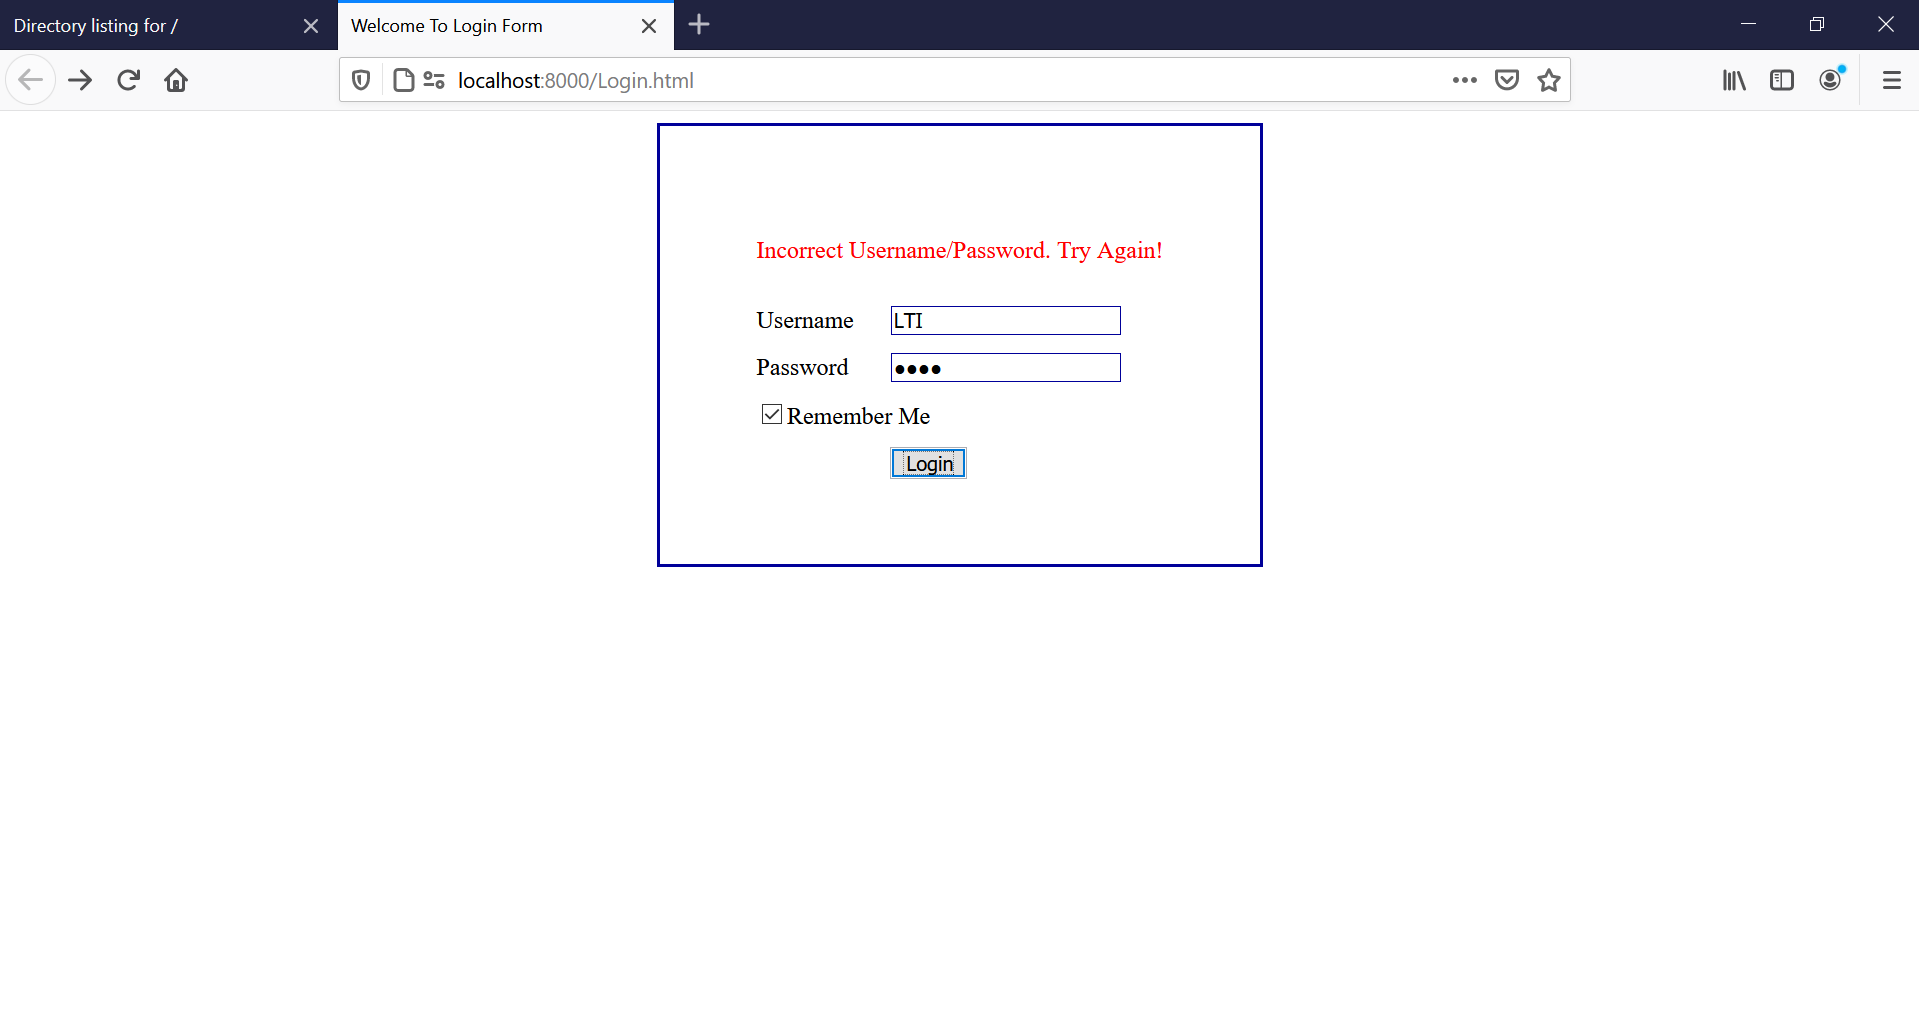 Directory listing for /
Welcome To Login Form
localhost:8000/Login.html
Incorrect Username/Password. Try Again!
Username LTI
Password ●●●●
Remember Me
Login